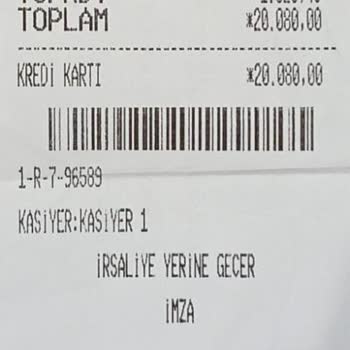 TOPLAM *20.080,00
KREDİ KARTI *20.080,00
1-R-7-96589
KASİYER:KASİYER 1
İRSALİYE YERİNE GEÇER
İMZA